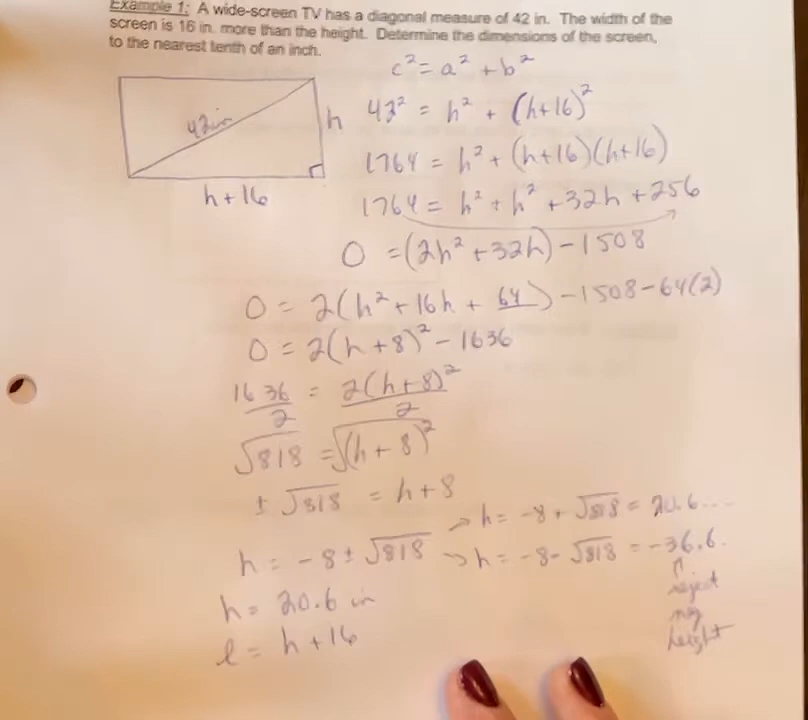 Example 1: A wide-screen TV has a diagonal measure of 42 in. The width of the
screen is 16 in. more than the height. Determine the dimensions of the screen,
to the nearest tenth of an inch.
c² = a² + b²
42in
h
h + 16
42² = h² + (h+16)²
1764 = h² + (h+16)(h+16)
1764 = h² + h² + 32h + 256
0 = (2h² + 32h) - 1508
0 = 2(h² + 16h + 64) - 1508 - 64(2)
0 = 2(h + 8)² - 1636
1636/2 = 2(h+8)²/2
√818 = √(h + 8)²
± √818 = h + 8
h = -8 ± √818
→ h = -8 + √818 = 20.6...
→ h = -8 - √818 = -36.6.
↑
reject
neg
height
h = 20.6 in
l = h + 16